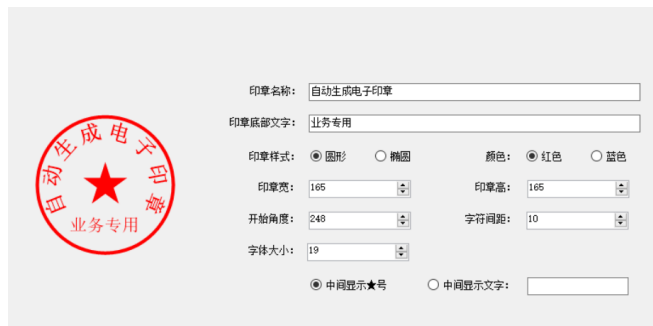 自动生成电子印章
业务专用
印章名称： 自动生成电子印章
印章底部文字： 业务专用
印章样式： 圆形 椭圆 颜色： 红色 蓝色
印章宽： 165 印章高： 165
开始角度： 248 字符间距： 10
字体大小： 19
中间显示★号 中间显示文字：